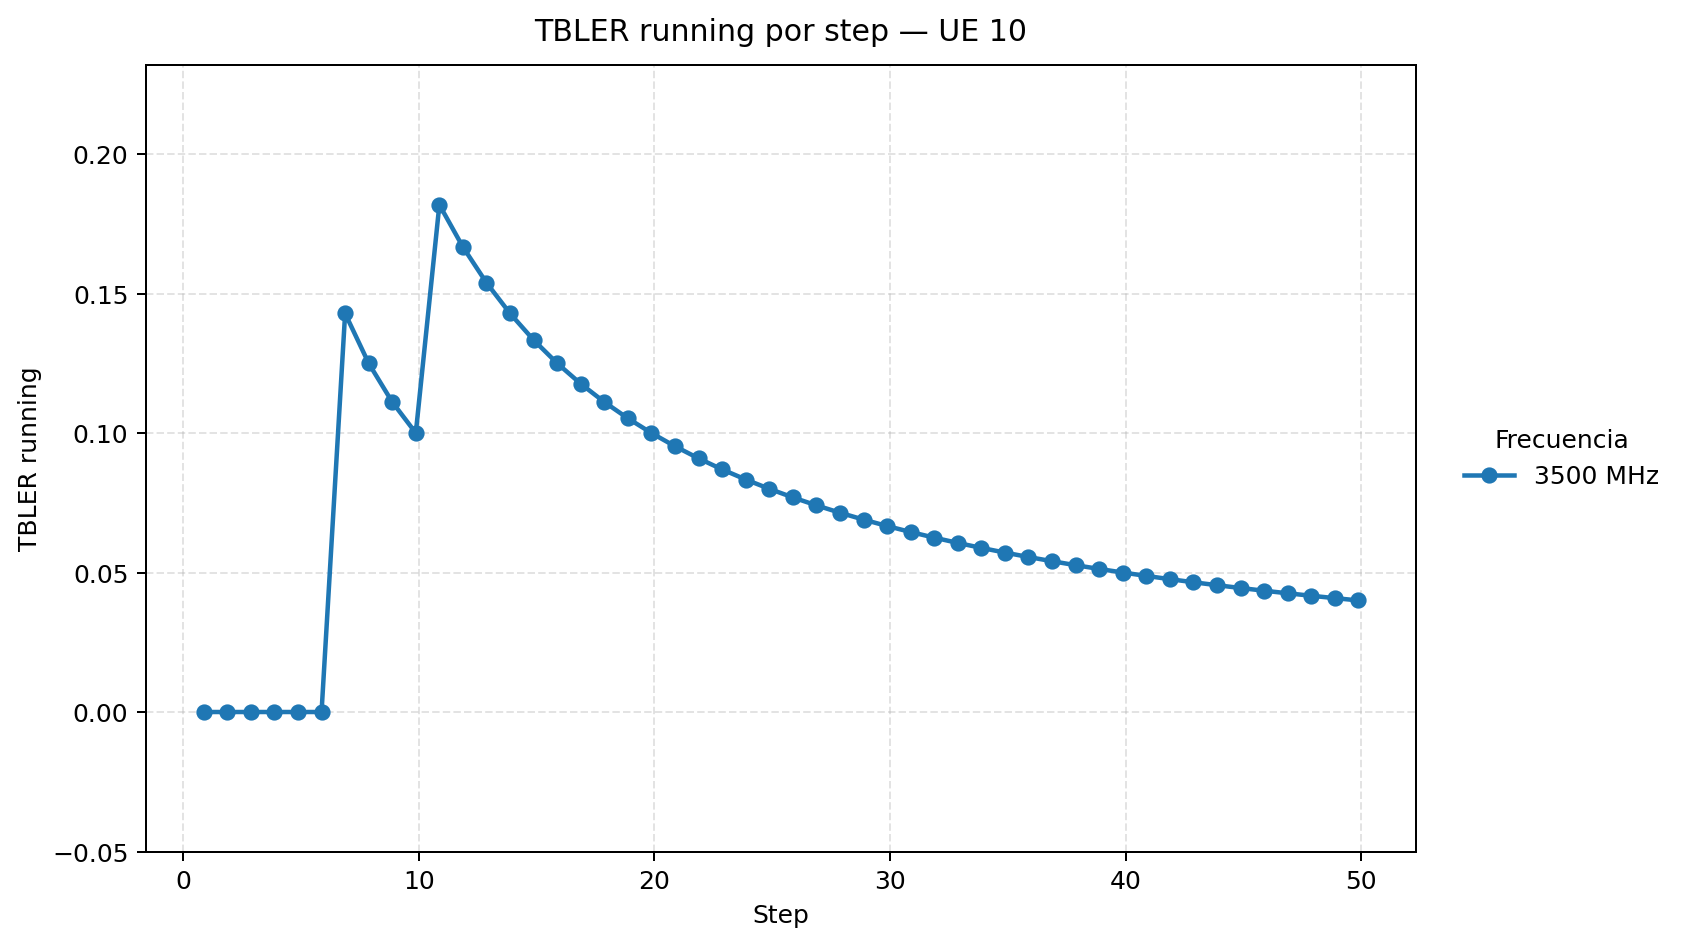 TBLER running por step — UE 10
TBLER running
0.20
0.15
0.10
0.05
0.00
−0.05
0
10
20
30
40
50
Step
Frecuencia
3500 MHz